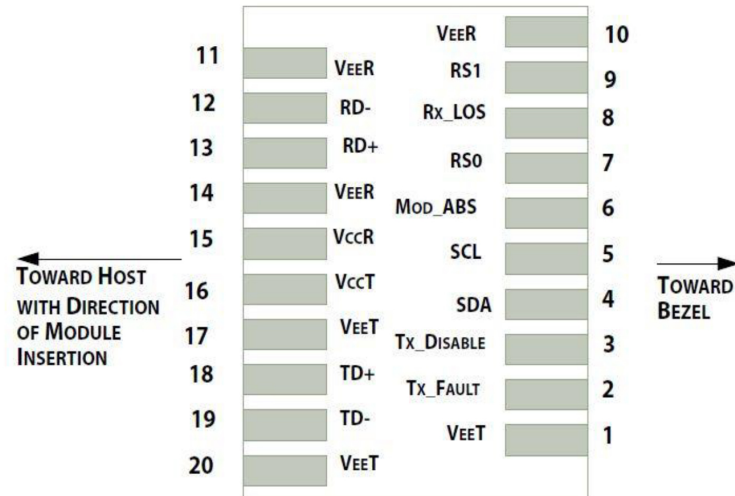 11
VEER
12
RD-
13
RD+
14
VEER
15
VCCR
16
VCCT
17
VEET
18
TD+
19
TD-
20
VEET
VEER
10
RS1
9
RX_LOS
8
RS0
7
MOD_ABS
6
SCL
5
SDA
4
TX_DISABLE
3
TX_FAULT
2
VEET
1
TOWARD HOST
WITH DIRECTION
OF MODULE
INSERTION
TOWARD
BEZEL